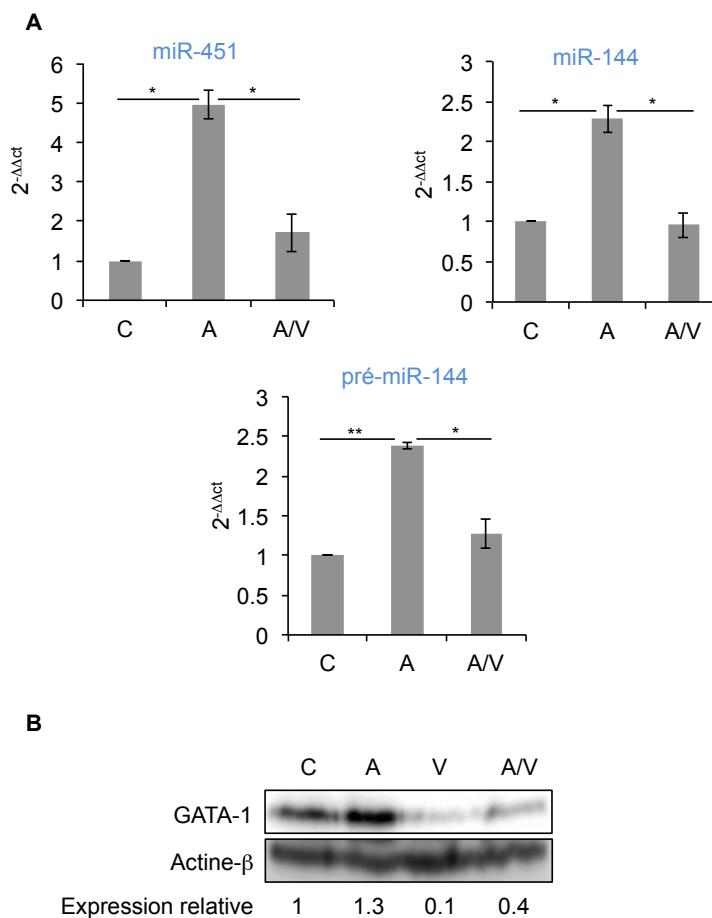 A
miR-451
2-ΔΔct
6
5
4
3
2
1
0
* *
C A A/V
miR-144
2-ΔΔct
3
2.5
2
1.5
1
0.5
0
* *
C A A/V
pré-miR-144
2-ΔΔct
3
2.5
2
1.5
1
0.5
0
** *
C A A/V
B
C A V A/V
GATA-1
Actine-β
Expression relative 1 1.3 0.1 0.4